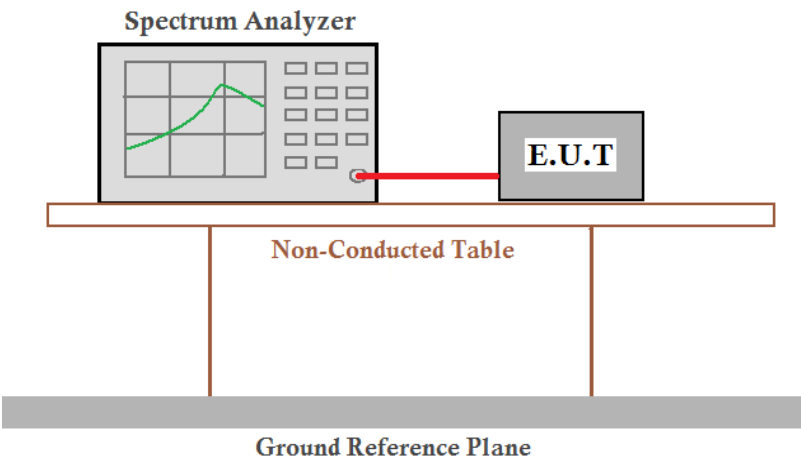 Spectrum Analyzer
E.U.T
Non-Conducted Table
Ground Reference Plane